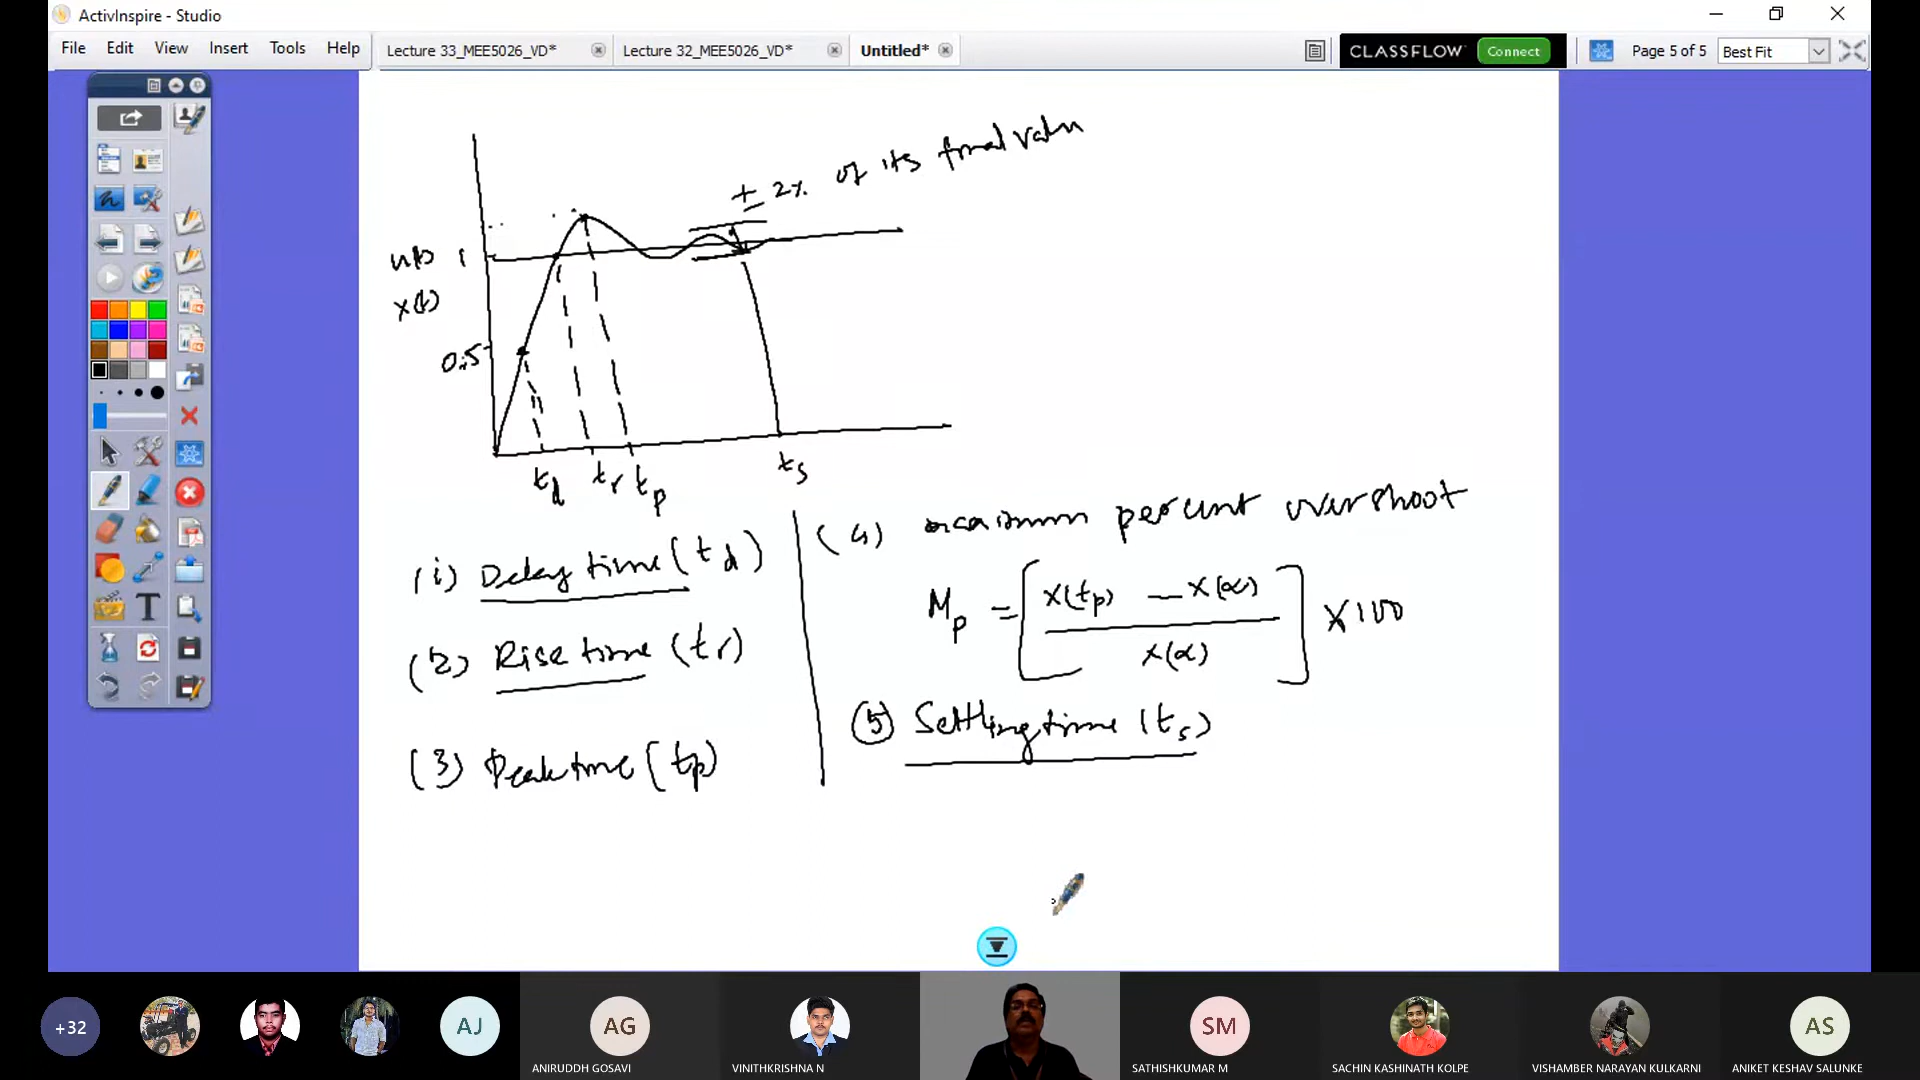 ActivInspire - Studio
File Edit View Insert Tools Help
Lecture 33_MEE5026_VD*
Lecture 32_MEE5026_VD*
Untitled*
CLASSFLOW Connect
Page 5 of 5
Best Fit
± 2% of its final value
u(t) 1
x(t)
0.5
td tr tp ts
(1) Delay time (td)
(2) Rise time (tr)
(3) Peak time (tp)
(4) maximum percent overshoot
Mp = [x(tp) — x(α) / x(α)] × 100
(5) Settling time (ts)
+32
AJ
AG
SM
AS
ANIRUDDH GOSAVI
VINITHKRISHNA N
SATHISHKUMAR M
SACHIN KASHINATH KOLPE
VISHAMBER NARAYAN KULKARNI
ANIKET KESHAV SALUNKE